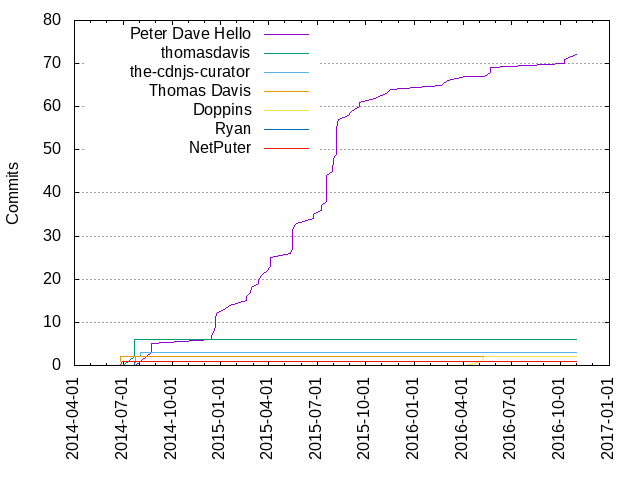 80
70
60
50
40
30
20
10
0
Commits
Peter Dave Hello
thomasdavis
the-cdnjs-curator
Thomas Davis
Doppins
Ryan
NetPuter
2014-04-01
2014-07-01
2014-10-01
2015-01-01
2015-04-01
2015-07-01
2015-10-01
2016-01-01
2016-04-01
2016-07-01
2016-10-01
2017-01-01